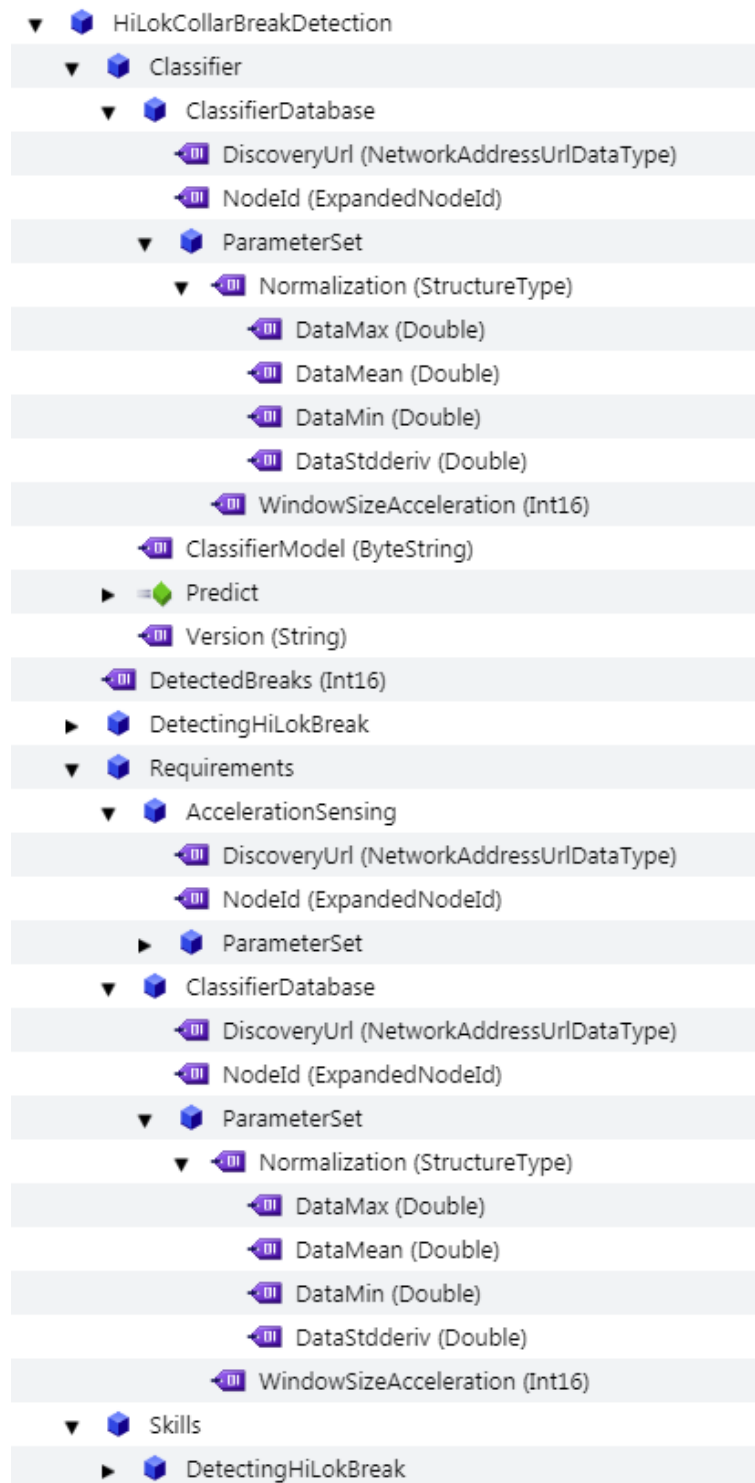 HiLokCollarBreakDetection
Classifier
ClassifierDatabase
DiscoveryUrl (NetworkAddressUrlDataType)
NodeId (ExpandedNodeId)
ParameterSet
Normalization (StructureType)
DataMax (Double)
DataMean (Double)
DataMin (Double)
DataStdderiv (Double)
WindowSizeAcceleration (Int16)
ClassifierModel (ByteString)
Predict
Version (String)
DetectedBreaks (Int16)
DetectingHiLokBreak
Requirements
AccelerationSensing
DiscoveryUrl (NetworkAddressUrlDataType)
NodeId (ExpandedNodeId)
ParameterSet
ClassifierDatabase
DiscoveryUrl (NetworkAddressUrlDataType)
NodeId (ExpandedNodeId)
ParameterSet
Normalization (StructureType)
DataMax (Double)
DataMean (Double)
DataMin (Double)
DataStdderiv (Double)
WindowSizeAcceleration (Int16)
Skills
DetectingHiLokBreak